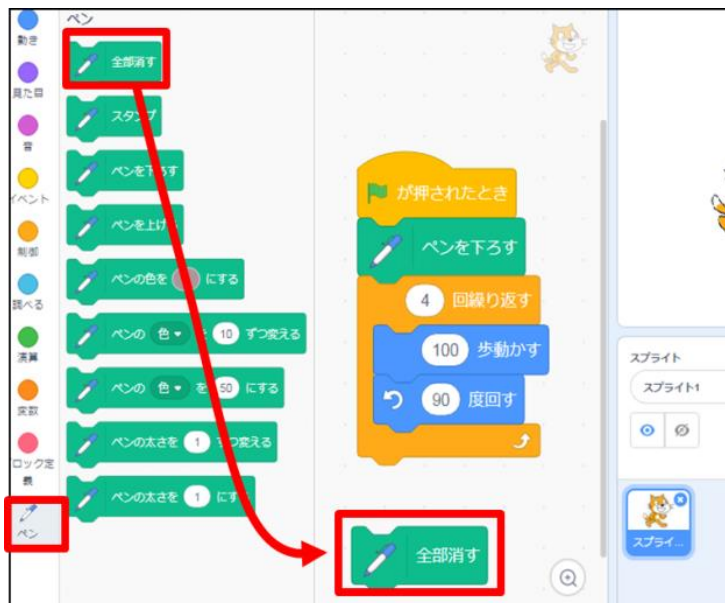 ペン
動き
見た目
音
イベント
制御
調べる
演算
変数
ブロック定
義
ペン
全部消す
スタンプ
ペンを下ろす
ペンを上げ
ペンの色を にする
ペンの 色 を 10 ずつ変える
ペンの 色 を 50 にする
ペンの太さを 1 ずつ変える
ペンの太さを 1 にす
が押されたとき
ペンを下ろす
4 回繰り返す
100 歩動かす
90 度回す
全部消す
スプライト
スプライト1
スプライ...